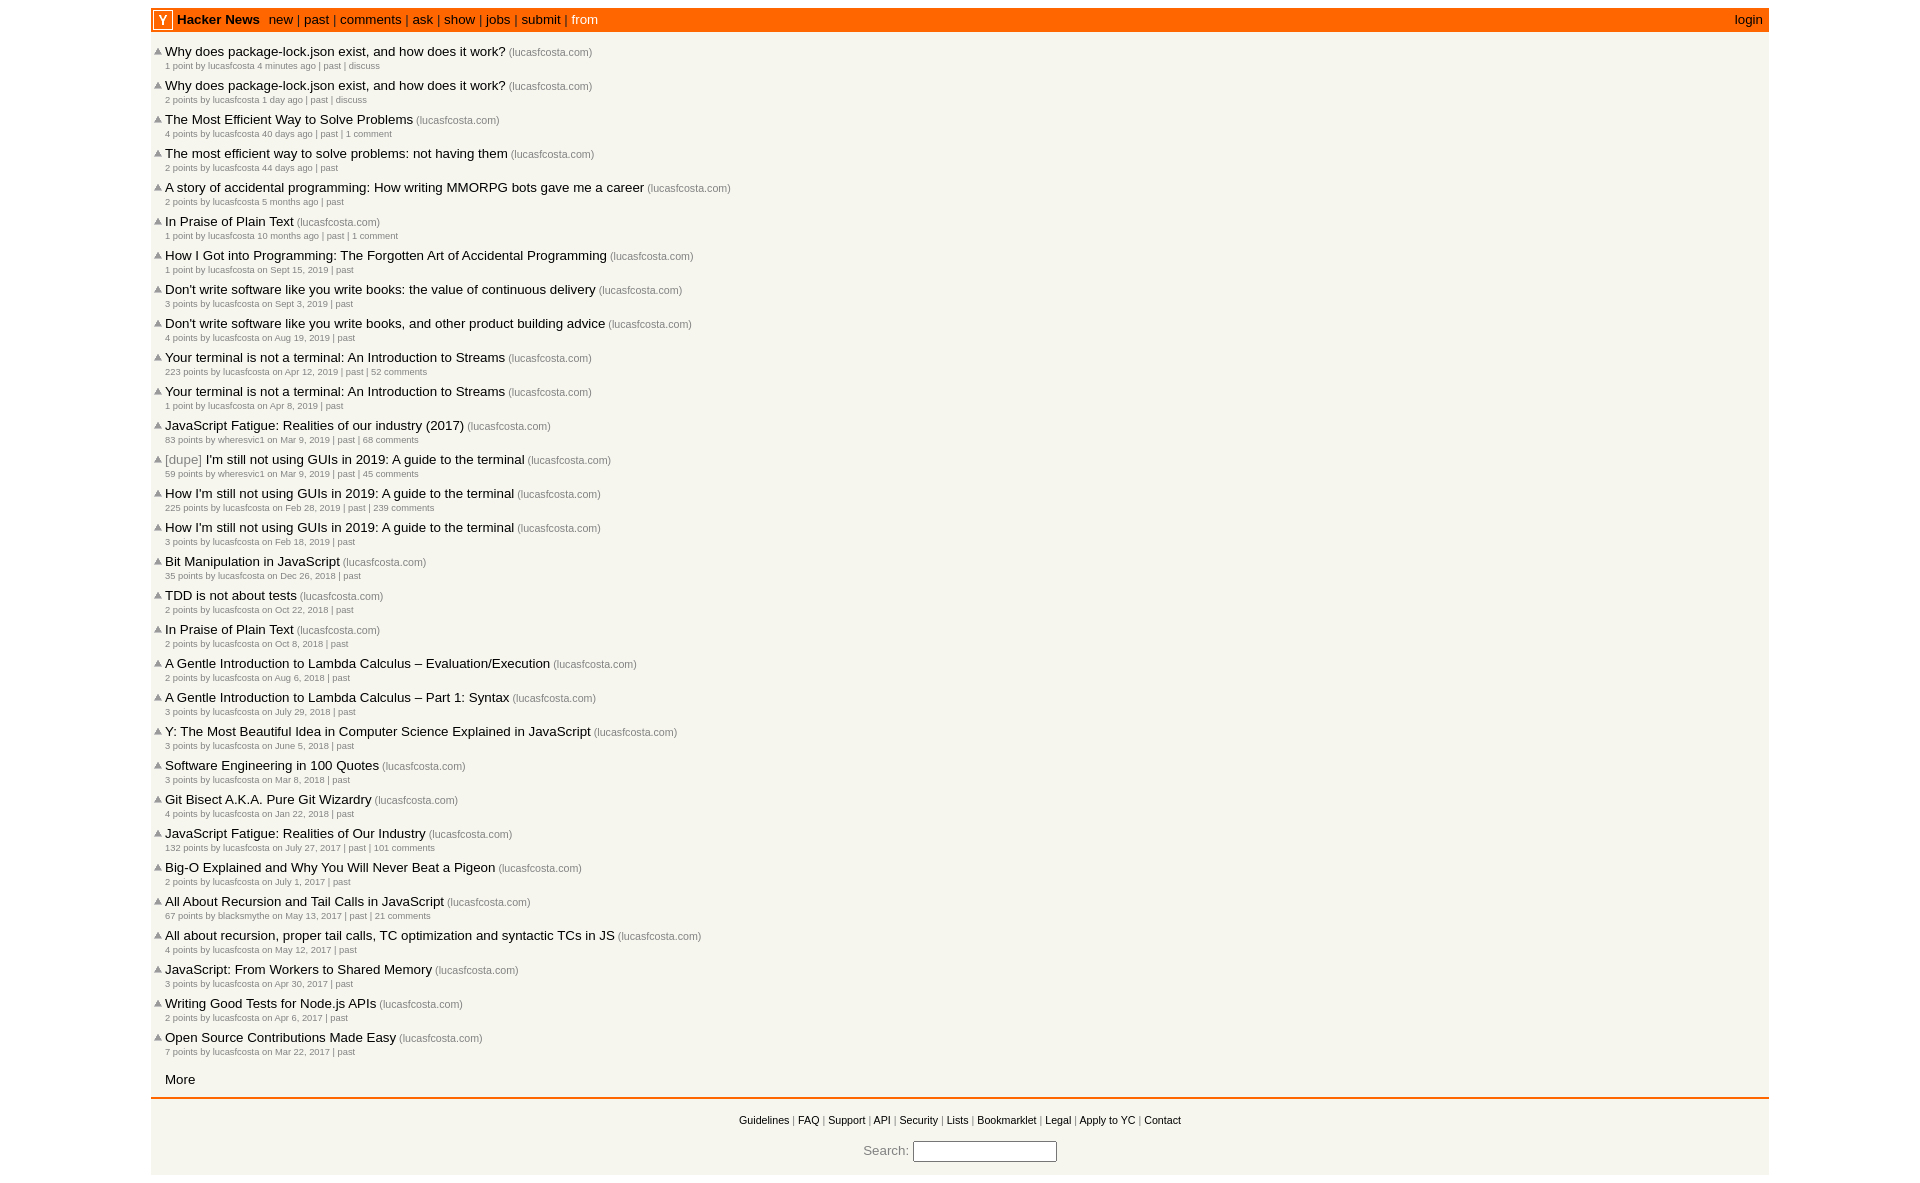 Y Hacker News new | past | comments | ask | show | jobs | submit | from login
Why does package-lock.json exist, and how does it work? (lucasfcosta.com)
1 point by lucasfcosta 4 minutes ago | past | discuss
Why does package-lock.json exist, and how does it work? (lucasfcosta.com)
2 points by lucasfcosta 1 day ago | past | discuss
The Most Efficient Way to Solve Problems (lucasfcosta.com)
4 points by lucasfcosta 40 days ago | past | 1 comment
The most efficient way to solve problems: not having them (lucasfcosta.com)
2 points by lucasfcosta 44 days ago | past
A story of accidental programming: How writing MMORPG bots gave me a career (lucasfcosta.com)
2 points by lucasfcosta 5 months ago | past
In Praise of Plain Text (lucasfcosta.com)
1 point by lucasfcosta 10 months ago | past | 1 comment
How I Got into Programming: The Forgotten Art of Accidental Programming (lucasfcosta.com)
1 point by lucasfcosta on Sept 15, 2019 | past
Don't write software like you write books: the value of continuous delivery (lucasfcosta.com)
3 points by lucasfcosta on Sept 3, 2019 | past
Don't write software like you write books, and other product building advice (lucasfcosta.com)
4 points by lucasfcosta on Aug 19, 2019 | past
Your terminal is not a terminal: An Introduction to Streams (lucasfcosta.com)
223 points by lucasfcosta on Apr 12, 2019 | past | 52 comments
Your terminal is not a terminal: An Introduction to Streams (lucasfcosta.com)
1 point by lucasfcosta on Apr 8, 2019 | past
JavaScript Fatigue: Realities of our industry (2017) (lucasfcosta.com)
83 points by wheresvic1 on Mar 9, 2019 | past | 68 comments
[dupe] I'm still not using GUIs in 2019: A guide to the terminal (lucasfcosta.com)
59 points by wheresvic1 on Mar 9, 2019 | past | 45 comments
How I'm still not using GUIs in 2019: A guide to the terminal (lucasfcosta.com)
225 points by lucasfcosta on Feb 28, 2019 | past | 239 comments
How I'm still not using GUIs in 2019: A guide to the terminal (lucasfcosta.com)
3 points by lucasfcosta on Feb 18, 2019 | past
Bit Manipulation in JavaScript (lucasfcosta.com)
35 points by lucasfcosta on Dec 26, 2018 | past
TDD is not about tests (lucasfcosta.com)
2 points by lucasfcosta on Oct 22, 2018 | past
In Praise of Plain Text (lucasfcosta.com)
2 points by lucasfcosta on Oct 8, 2018 | past
A Gentle Introduction to Lambda Calculus – Evaluation/Execution (lucasfcosta.com)
2 points by lucasfcosta on Aug 6, 2018 | past
A Gentle Introduction to Lambda Calculus – Part 1: Syntax (lucasfcosta.com)
3 points by lucasfcosta on July 29, 2018 | past
Y: The Most Beautiful Idea in Computer Science Explained in JavaScript (lucasfcosta.com)
3 points by lucasfcosta on June 5, 2018 | past
Software Engineering in 100 Quotes (lucasfcosta.com)
3 points by lucasfcosta on Mar 8, 2018 | past
Git Bisect A.K.A. Pure Git Wizardry (lucasfcosta.com)
4 points by lucasfcosta on Jan 22, 2018 | past
JavaScript Fatigue: Realities of Our Industry (lucasfcosta.com)
132 points by lucasfcosta on July 27, 2017 | past | 101 comments
Big-O Explained and Why You Will Never Beat a Pigeon (lucasfcosta.com)
2 points by lucasfcosta on July 1, 2017 | past
All About Recursion and Tail Calls in JavaScript (lucasfcosta.com)
67 points by blacksmythe on May 13, 2017 | past | 21 comments
All about recursion, proper tail calls, TC optimization and syntactic TCs in JS (lucasfcosta.com)
4 points by lucasfcosta on May 12, 2017 | past
JavaScript: From Workers to Shared Memory (lucasfcosta.com)
3 points by lucasfcosta on Apr 30, 2017 | past
Writing Good Tests for Node.js APIs (lucasfcosta.com)
2 points by lucasfcosta on Apr 6, 2017 | past
Open Source Contributions Made Easy (lucasfcosta.com)
7 points by lucasfcosta on Mar 22, 2017 | past
More
Guidelines | FAQ | Support | API | Security | Lists | Bookmarklet | Legal | Apply to YC | Contact
Search: